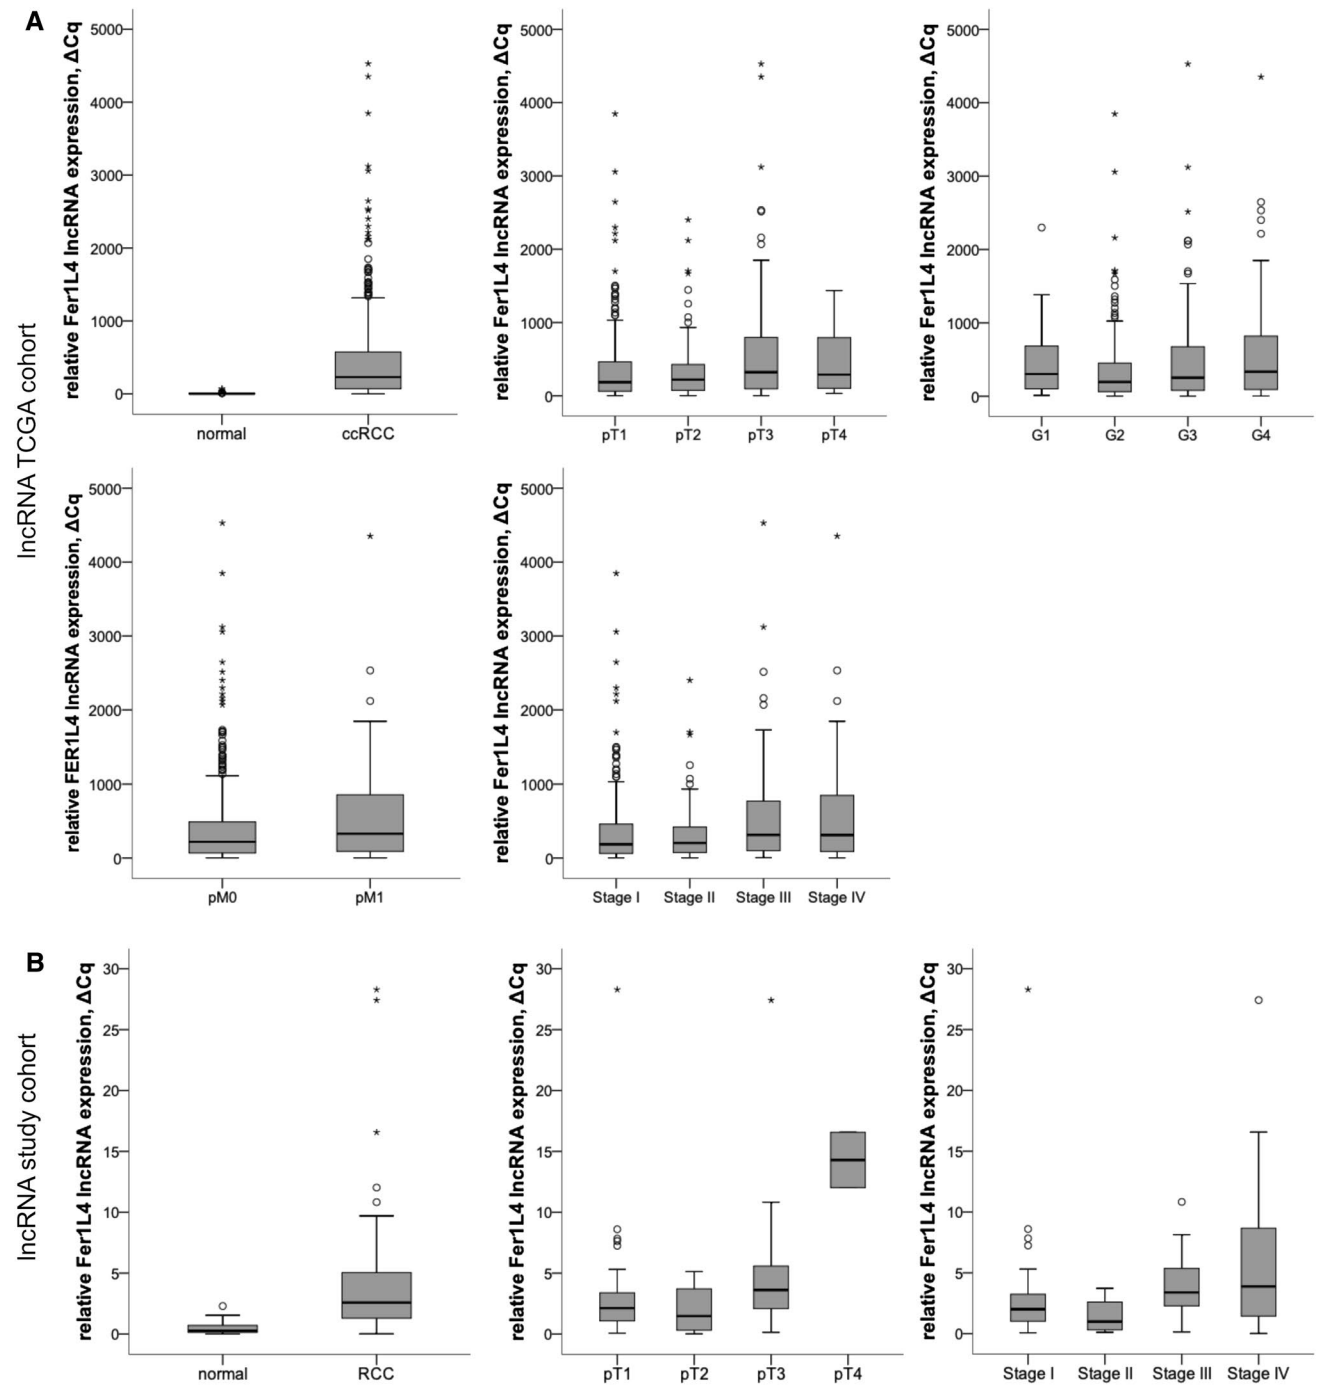 A
lncRNA TCGA cohort
relative Fer1L4 lncRNA expression, ΔCq
5000
4000
3000
2000
1000
0
normal ccRCC
relative Fer1L4 lncRNA expression, ΔCq
5000
4000
3000
2000
1000
0
pT1 pT2 pT3 pT4
relative Fer1L4 lncRNA expression, ΔCq
5000
4000
3000
2000
1000
0
G1 G2 G3 G4
relative FER1L4 lncRNA expression, ΔCq
5000
4000
3000
2000
1000
0
pM0 pM1
relative Fer1L4 lncRNA expression, ΔCq
5000
4000
3000
2000
1000
0
Stage I Stage II Stage III Stage IV
B
lncRNA study cohort
relative Fer1L4 lncRNA expression, ΔCq
30
25
20
15
10
5
0
normal RCC
relative Fer1L4 lncRNA expression, ΔCq
30
25
20
15
10
5
0
pT1 pT2 pT3 pT4
relative Fer1L4 lncRNA expression, ΔCq
30
25
20
15
10
5
0
Stage I Stage II Stage III Stage IV